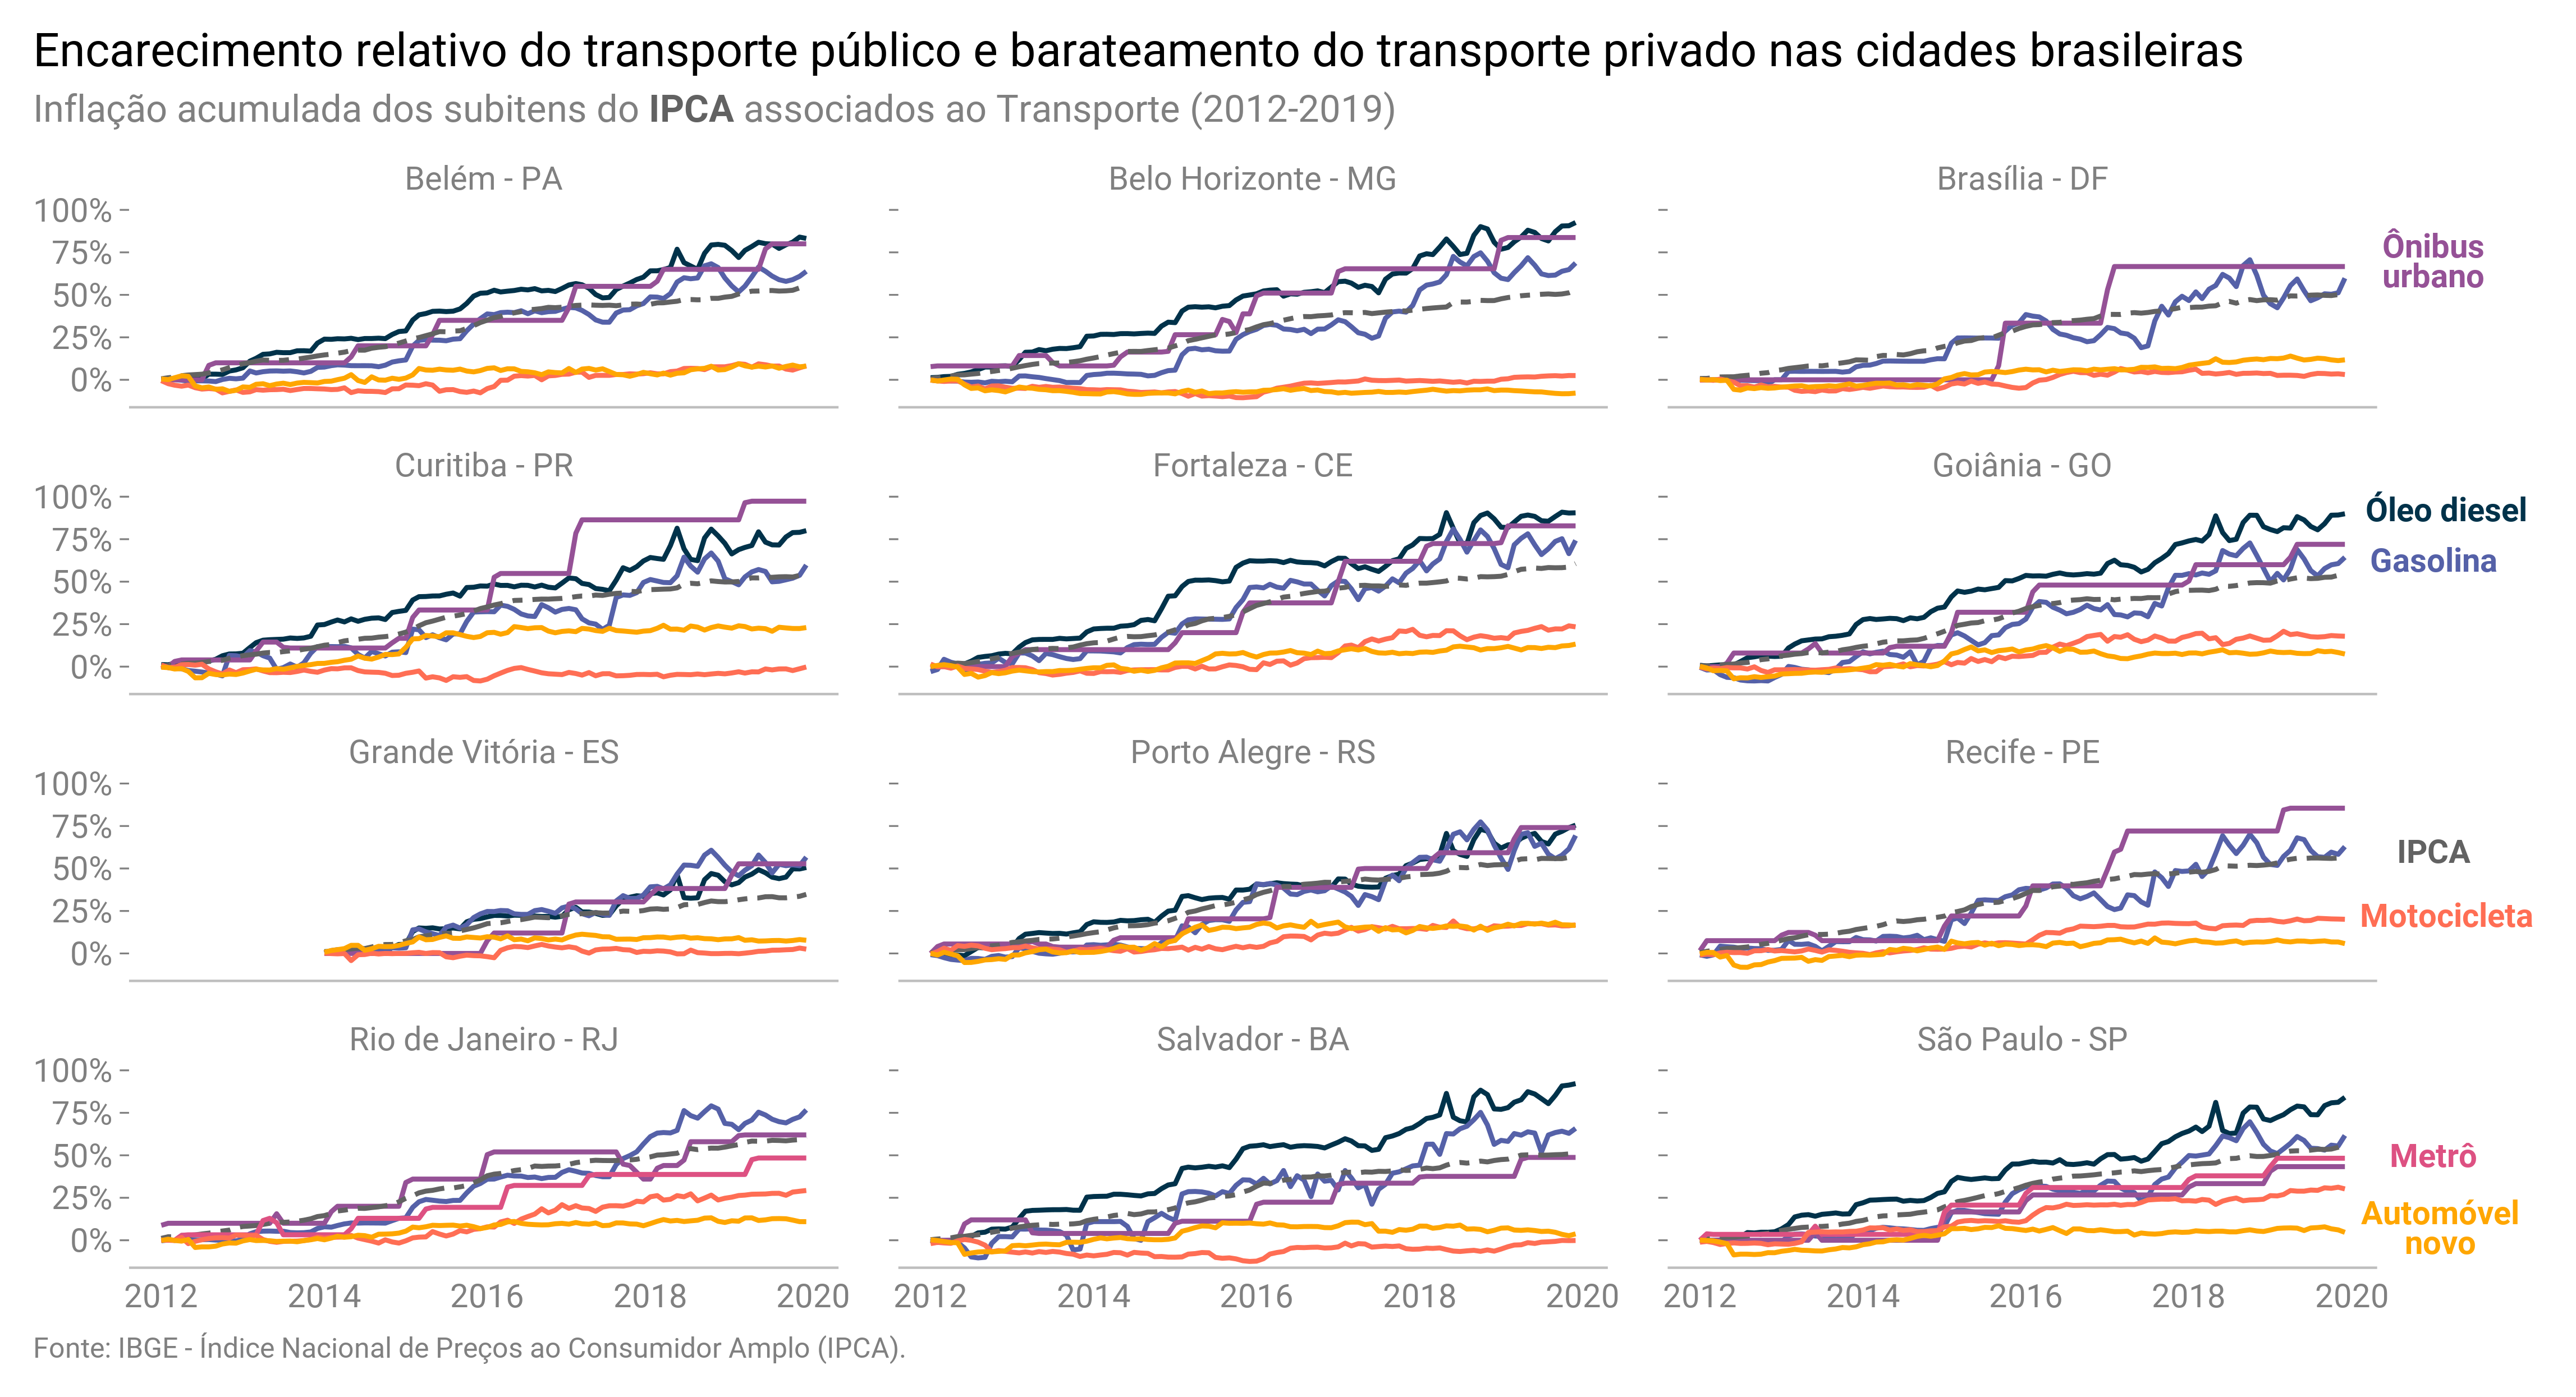 Encarecimento relativo do transporte público e barateamento do transporte privado nas cidades brasileiras
Inflação acumulada dos subitens do IPCA associados ao Transporte (2012-2019)
Belém - PA
Belo Horizonte - MG
Brasília - DF
100%
75%
50%
25%
0%
Ônibus
urbano
Curitiba - PR
Fortaleza - CE
Goiânia - GO
100%
75%
50%
25%
0%
Óleo diesel
Gasolina
Grande Vitória - ES
Porto Alegre - RS
Recife - PE
100%
75%
50%
25%
0%
IPCA
Motocicleta
Rio de Janeiro - RJ
Salvador - BA
São Paulo - SP
100%
75%
50%
25%
0%
Metrô
Automóvel
novo
2012 2014 2016 2018 2020
2012 2014 2016 2018 2020
2012 2014 2016 2018 2020
Fonte: IBGE - Índice Nacional de Preços ao Consumidor Amplo (IPCA).